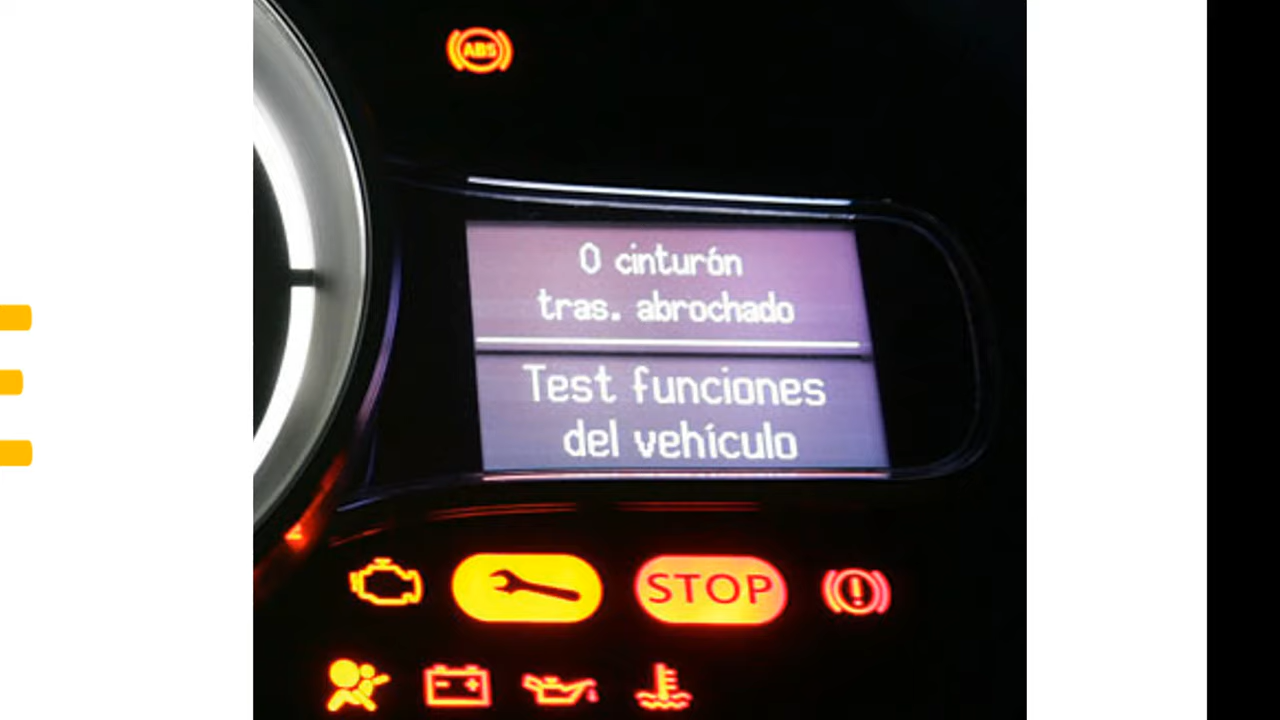 ABS
0 cinturón
tras. abrochado
Test funciones
del vehículo
STOP